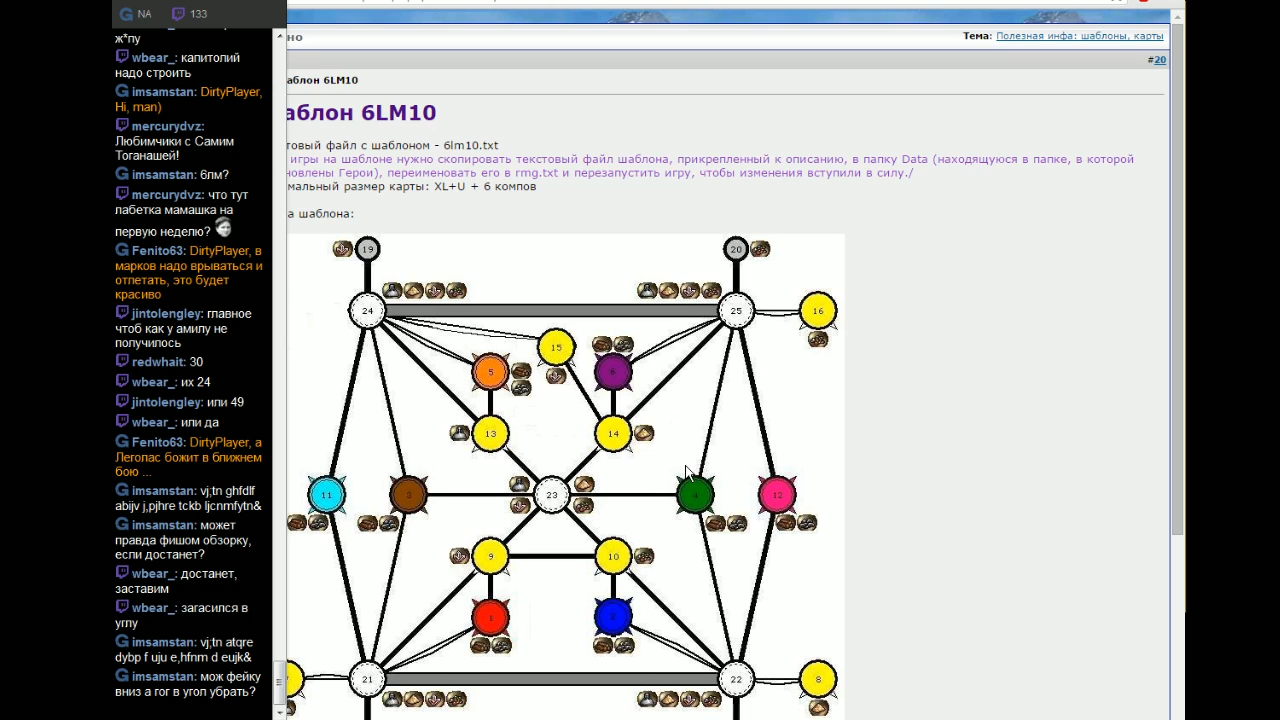 NA 133
ж*пу
wbear_: капитолий
надо строить
imsamstan: DirtyPlayer,
Hi, man)
mercurydvz:
Любимчики с Самим
Тоганашей!
imsamstan: 6пм?
mercurydvz: что тут
лабетка мамашка на
первую неделю?
Fenito63: DirtyPlayer, в
марков надо врываться и
отлетать, это будет
красиво
jintolengley: главное
чтоб как у амилу не
получилось
redwhait: 30
wbear_: их 24
jintolengley: или 49
wbear_: или да
Fenito63: DirtyPlayer, а
Леголас божит в ближнем
бою ...
imsamstan: vj;tn ghfdlf
abijv j,pjhre tckb ljcnmfytn&
imsamstan: может
правда фишом обзорку,
если достанет?
wbear_: достанет,
заставим
wbear_: загасился в
углу
imsamstan: vj;tn atqre
dybp f uju e,hfnm d eujk&
imsamstan: мож фейку
вниз а гог в угол убрать?
но
Тема: Полезная инфа: шаблоны, карты
#20
аблон 6LM10
аблон 6LM10
товый файл с шаблоном - 6lm10.txt
игры на шаблоне нужно скопировать текстовый файл шаблона, прикрепленный к описанию, в папку Data (находящуюся в папке, в которой
новлены Герои), переименовать его в rmg.txt и перезапустить игру, чтобы изменения вступили в силу./
мальный размер карты: XL+U + 6 компов
а шаблона:
19 20
24 25 16
15
5 6
13 14
11 3 23 4 12
9 10
1 2
21 22 8